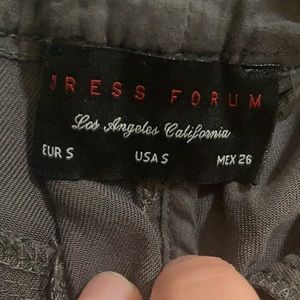 DRESS FORUM
Los Angeles California
EUR S USA S MEX 26